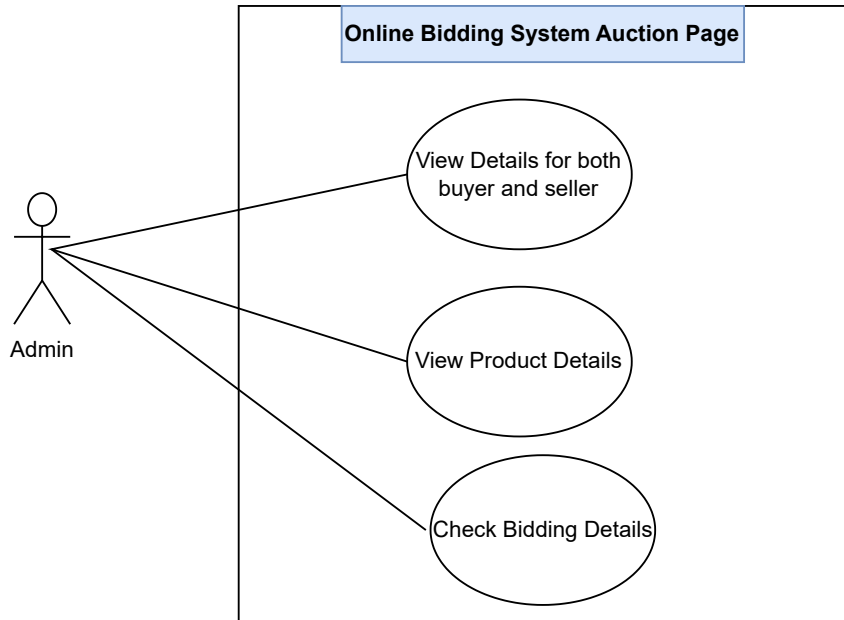 Online Bidding System Auction Page
View Details for both
buyer and seller
Admin
View Product Details
Check Bidding Details